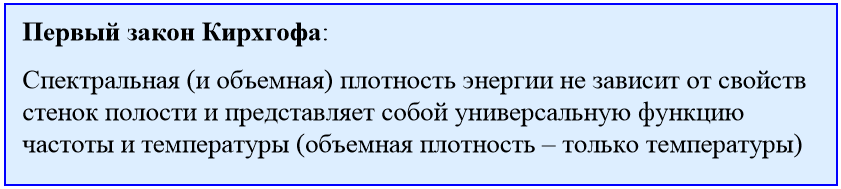 Первый закон Кирхгофа:
Спектральная (и объемная) плотность энергии не зависит от свойств
стенок полости и представляет собой универсальную функцию
частоты и температуры (объемная плотность – только температуры)